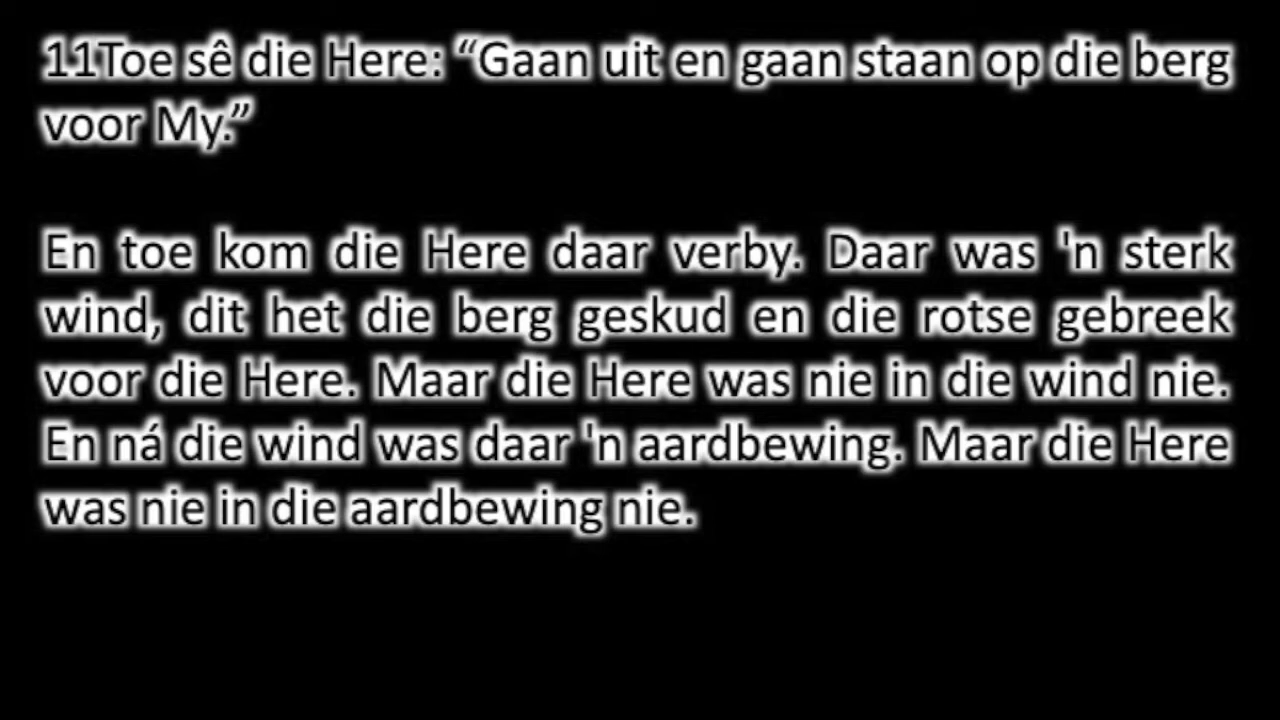 11Toe sê die Here: “Gaan uit en gaan staan op die berg
voor My.”
En toe kom die Here daar verby. Daar was 'n sterk
wind, dit het die berg geskud en die rotse gebreek
voor die Here. Maar die Here was nie in die wind nie.
En ná die wind was daar 'n aardbewing. Maar die Here
was nie in die aardbewing nie.